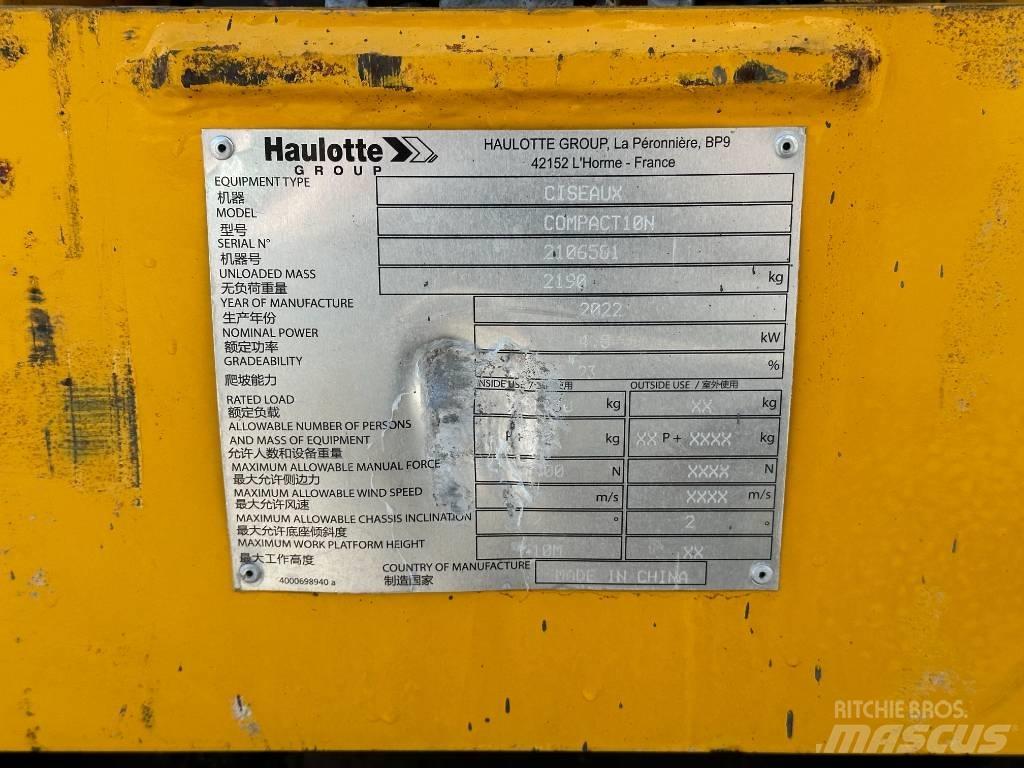 Haulotte
GROUP
HAULOTTE GROUP, La Péronnière, BP9
42152 L'Horme - France
EQUIPMENT TYPE
机器
CISEAUX
MODEL
型号
COMPACT10N
SERIAL N°
机器号
2106501
UNLOADED MASS
无负荷重量
2190 kg
YEAR OF MANUFACTURE
生产年份
2022
NOMINAL POWER
额定功率
kW
GRADEABILITY
爬坡能力
23 %
INSIDE USE / 使用
OUTSIDE USE / 室外使用
RATED LOAD
额定负载
kg
XX kg
ALLOWABLE NUMBER OF PERSONS
AND MASS OF EQUIPMENT
允许人数和设备重量
P+ kg
XX P + XXXX kg
MAXIMUM ALLOWABLE MANUAL FORCE
最大允许侧边力
N
XXXX N
MAXIMUM ALLOWABLE WIND SPEED
最大允许风速
m/s
XXXX m/s
MAXIMUM ALLOWABLE CHASSIS INCLINATION
最大允许底座倾斜度
°
2 °
MAXIMUM WORK PLATFORM HEIGHT
最大工作高度
10M
XX
4000698940 a
COUNTRY OF MANUFACTURE
制造国家
MADE IN CHINA
RITCHIE BROS.
MASCUS